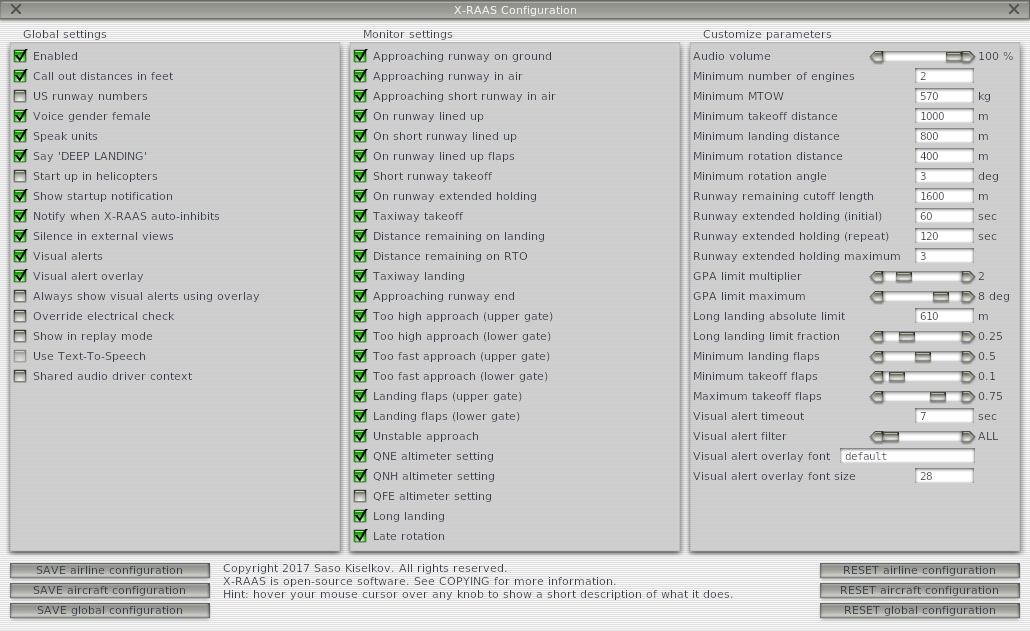 X-RAAS Configuration
Global settings
Enabled
Call out distances in feet
US runway numbers
Voice gender female
Speak units
Say 'DEEP LANDING'
Start up in helicopters
Show startup notification
Notify when X-RAAS auto-inhibits
Silence in external views
Visual alerts
Visual alert overlay
Always show visual alerts using overlay
Override electrical check
Show in replay mode
Use Text-To-Speech
Shared audio driver context
Monitor settings
Approaching runway on ground
Approaching runway in air
Approaching short runway in air
On runway lined up
On short runway lined up
On runway lined up flaps
Short runway takeoff
On runway extended holding
Taxiway takeoff
Distance remaining on landing
Distance remaining on RTO
Taxiway landing
Approaching runway end
Too high approach (upper gate)
Too high approach (lower gate)
Too fast approach (upper gate)
Too fast approach (lower gate)
Landing flaps (upper gate)
Landing flaps (lower gate)
Unstable approach
QNE altimeter setting
QNH altimeter setting
QFE altimeter setting
Long landing
Late rotation
Customize parameters
Audio volume 100 %
Minimum number of engines 2
Minimum MTOW 570 kg
Minimum takeoff distance 1000 m
Minimum landing distance 800 m
Minimum rotation distance 400 m
Minimum rotation angle 3 deg
Runway remaining cutoff length 1600 m
Runway extended holding (initial) 60 sec
Runway extended holding (repeat) 120 sec
Runway extended holding maximum 3
GPA limit multiplier 2
GPA limit maximum 8 deg
Long landing absolute limit 610 m
Long landing limit fraction 0.25
Minimum landing flaps 0.5
Minimum takeoff flaps 0.1
Maximum takeoff flaps 0.75
Visual alert timeout 7 sec
Visual alert filter ALL
Visual alert overlay font default
Visual alert overlay font size 28
SAVE airline configuration
SAVE aircraft configuration
SAVE global configuration
Copyright 2017 Saso Kiselkov. All rights reserved.
X-RAAS is open-source software. See COPYING for more information.
Hint: hover your mouse cursor over any knob to show a short description of what it does.
RESET airline configuration
RESET aircraft configuration
RESET global configuration